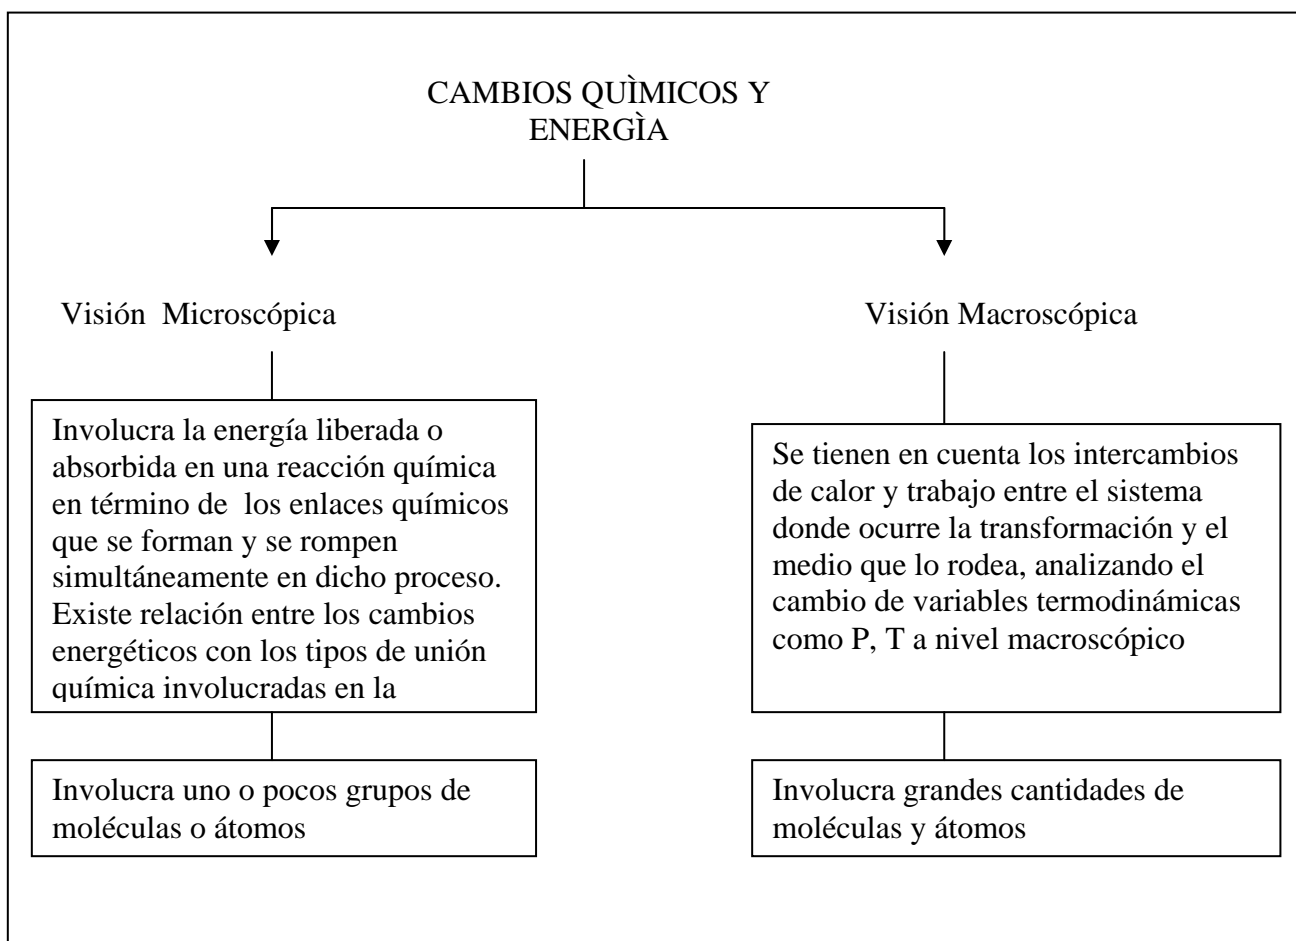 CAMBIOS QUÌMICOS Y
ENERGÌA
Visión  Microscópica
Visión Macroscópica
Involucra la energía liberada o
absorbida en una reacción química
en término de  los enlaces químicos
que se forman y se rompen
simultáneamente en dicho proceso.
Existe relación entre los cambios
energéticos con los tipos de unión
química involucradas en la
Se tienen en cuenta los intercambios
de calor y trabajo entre el sistema
donde ocurre la transformación y el
medio que lo rodea, analizando el
cambio de variables termodinámicas
como P, T a nivel macroscópico
Involucra uno o pocos grupos de
moléculas o átomos
Involucra grandes cantidades de
moléculas y átomos